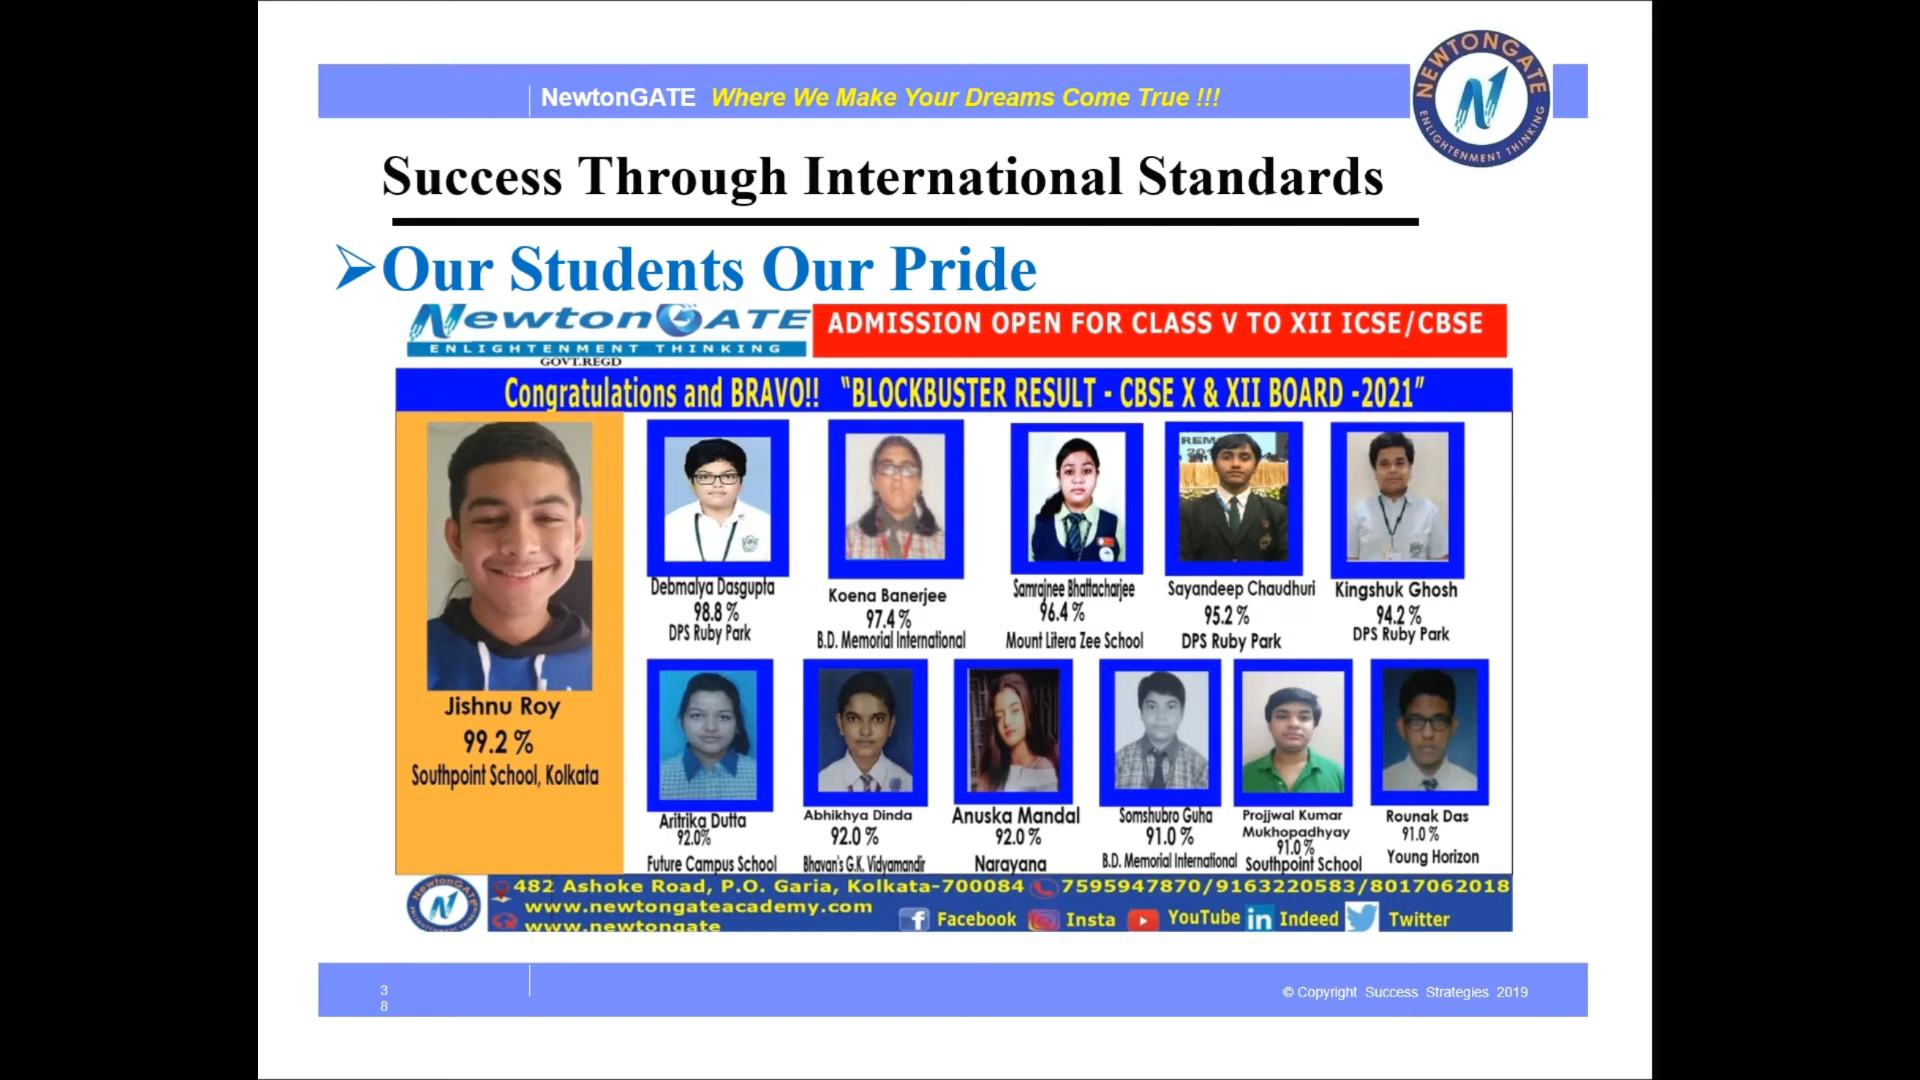 NewtonGATE Where We Make Your Dreams Come True !!!
NEWTONGATE
ENLIGHTENMENT THINKING
Success Through International Standards
Our Students Our Pride
NewtonGATE
ENLIGHTENMENT THINKING
GOVT.REGD
ADMISSION OPEN FOR CLASS V TO XII ICSE/CBSE
Congratulations and BRAVO!! "BLOCKBUSTER RESULT - CBSE X & XII BOARD -2021"
Jishnu Roy
99.2 %
Southpoint School, Kolkata
Debmalya Dasgupta
98.8 %
DPS Ruby Park
Koena Banerjee
97.4 %
B.D. Memorial International
Samrajnee Bhattacharjee
96.4 %
Mount Litera Zee School
Sayandeep Chaudhuri
95.2 %
DPS Ruby Park
Kingshuk Ghosh
94.2 %
DPS Ruby Park
Aritrika Dutta
92.0%
Future Campus School
Abhikhya Dinda
92.0 %
Bhavan's G.K. Vidyamandir
Anuska Mandal
92.0 %
Narayana
Somshubro Guha
91.0 %
B.D. Memorial International
Projjwal Kumar
Mukhopadhyay
91.0 %
Southpoint School
Rounak Das
91.0 %
Young Horizon
482 Ashoke Road, P.O. Garia, Kolkata-700084 7595947870/9163220583/8017062018
www.newtongateacademy.com
www.newtongate
Facebook Insta YouTube Indeed Twitter
3
8
© Copyright Success Strategies 2019